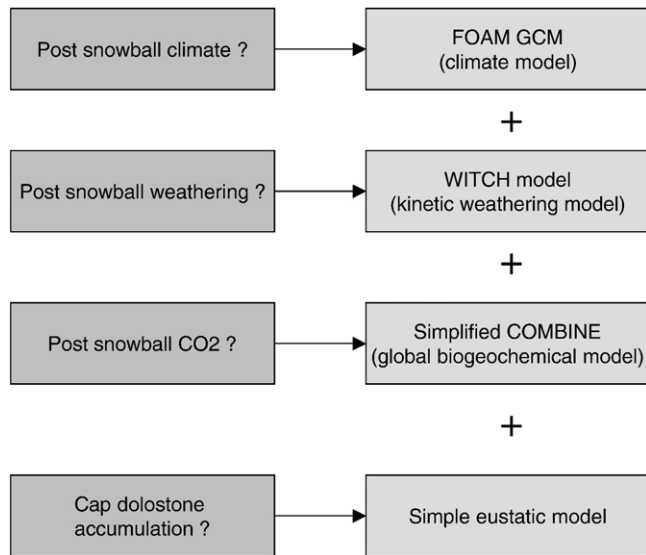 Post snowball climate ?
FOAM GCM
(climate model)
+
Post snowball weathering ?
WITCH model
(kinetic weathering model)
+
Post snowball CO2 ?
Simplified COMBINE
(global biogeochemical model)
+
Cap dolostone
accumulation ?
Simple eustatic model